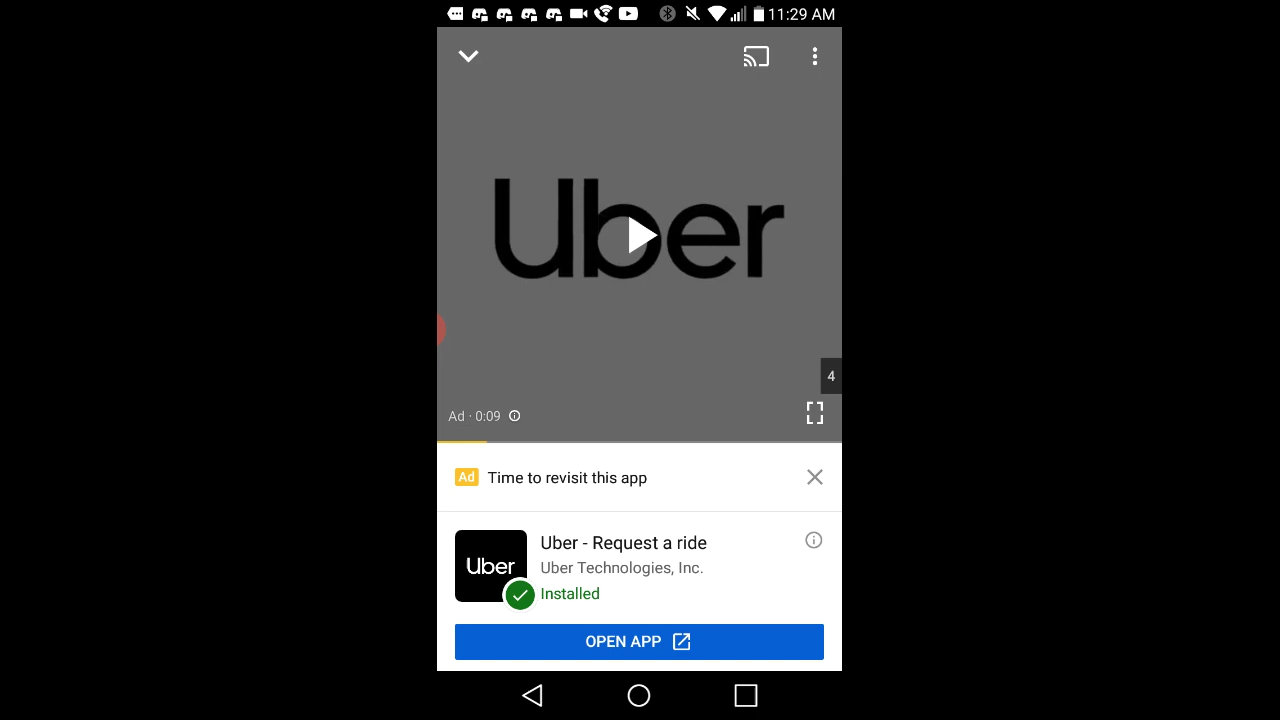 11:29 AM
Uber
4
Ad · 0:09
Ad Time to revisit this app
Uber Uber - Request a ride
Uber Technologies, Inc.
Installed
OPEN APP